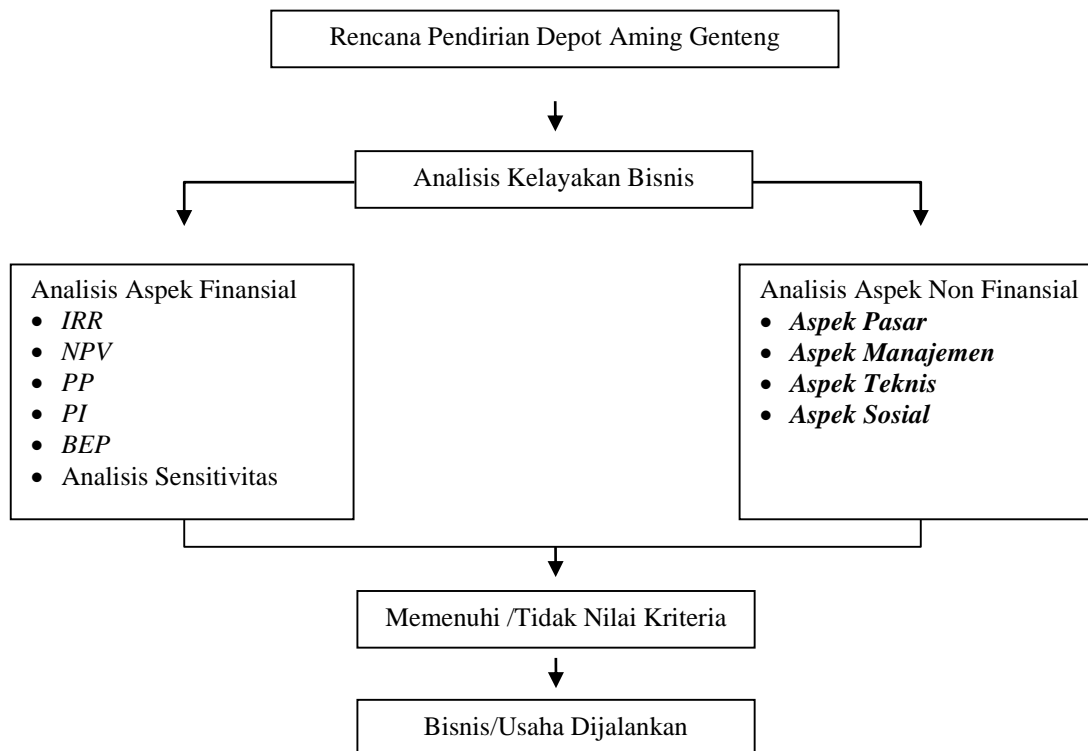 Rencana Pendirian Depot Aming Genteng
Analisis Kelayakan Bisnis
Analisis Aspek Finansial
• IRR
• NPV
• PP
• PI
• BEP
• Analisis Sensitivitas
Analisis Aspek Non Finansial
• Aspek Pasar
• Aspek Manajemen
• Aspek Teknis
• Aspek Sosial
Memenuhi /Tidak Nilai Kriteria
Bisnis/Usaha Dijalankan